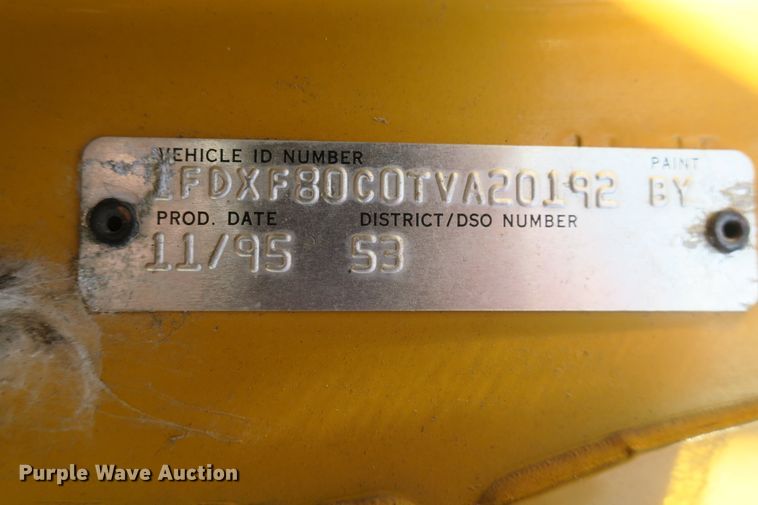 VEHICLE ID NUMBER PAINT
1FDXF80C0TVA20192 BY
PROD. DATE DISTRICT/DSO NUMBER
11/95 53
Purple Wave Auction